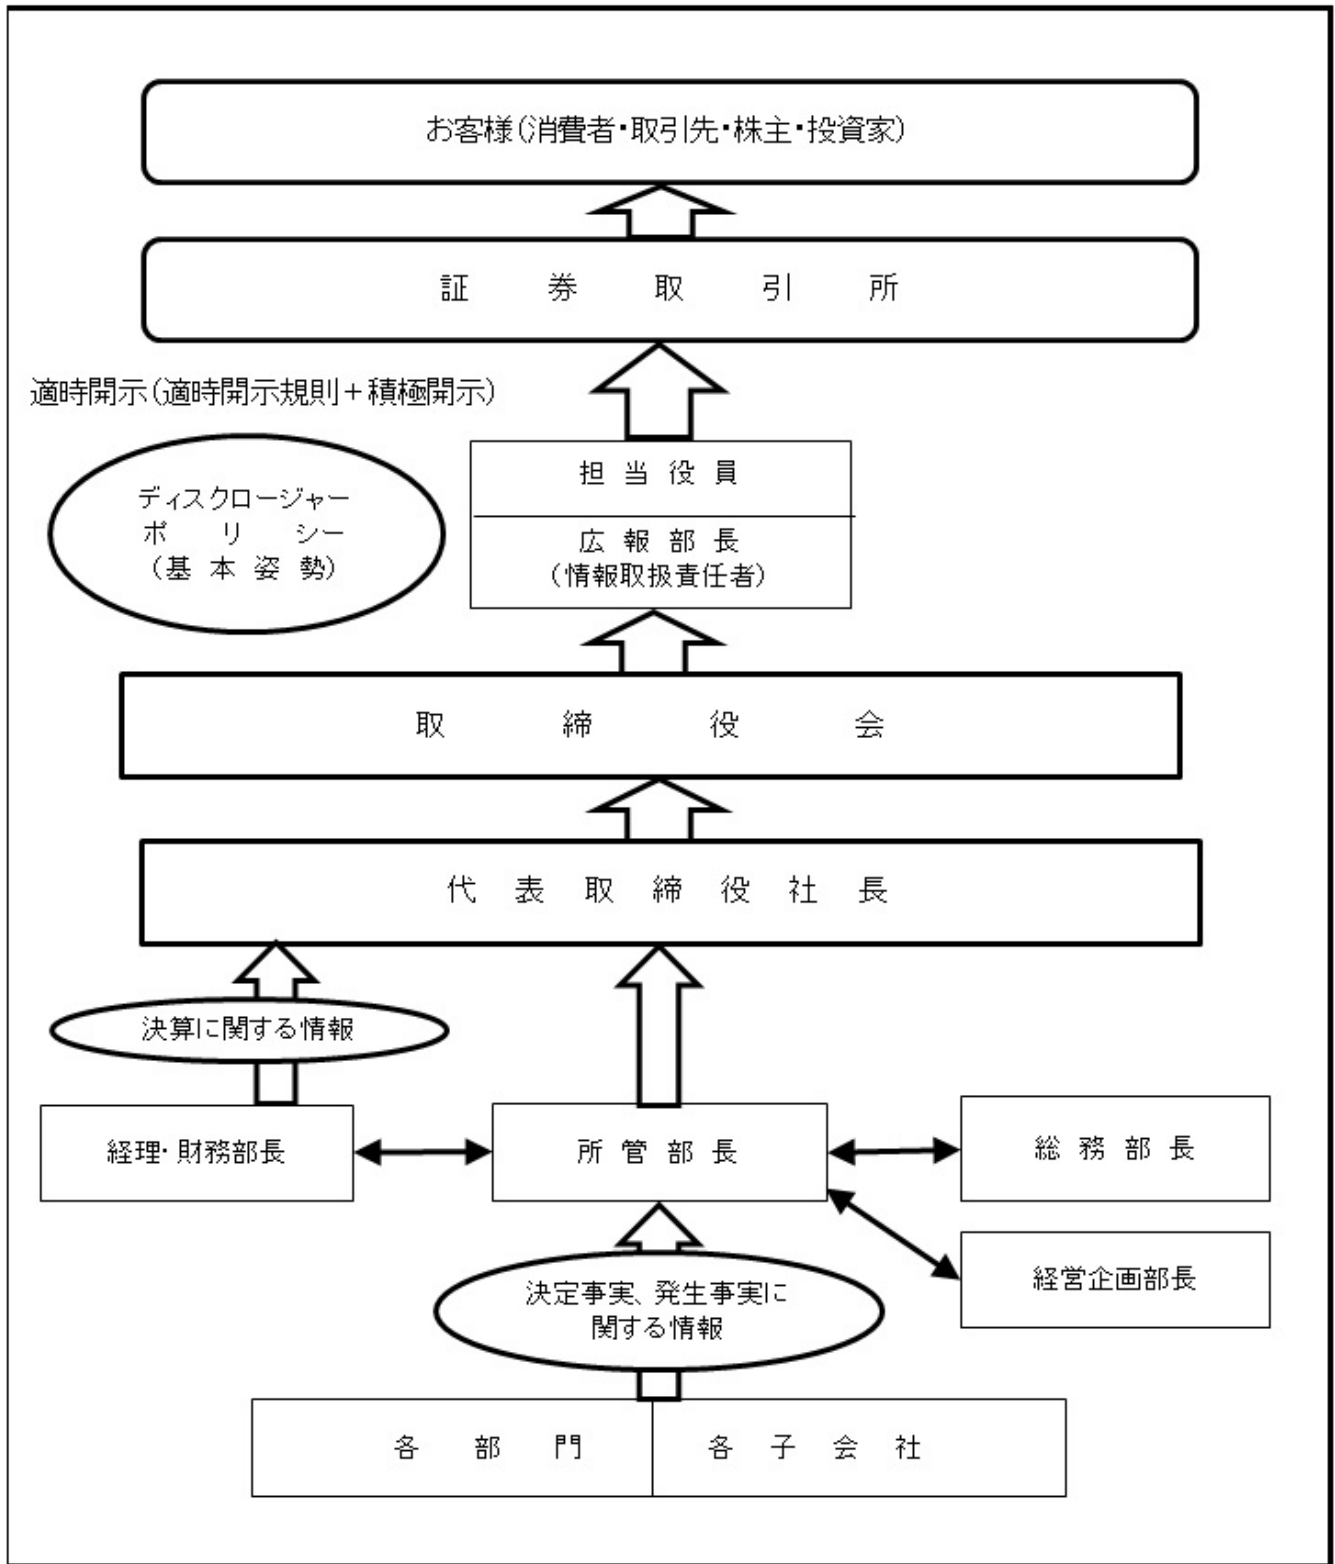 お客様(消費者・取引先・株主・投資家)
証券取引所
適時開示(適時開示規則＋積極開示)
ディスクロージャー
ポリシー
(基本姿勢)
担当役員
広報部長
(情報取扱責任者)
取締役会
代表取締役社長
決算に関する情報
経理・財務部長
所管部長
総務部長
経営企画部長
決定事実、発生事実に
関する情報
各部門
各子会社